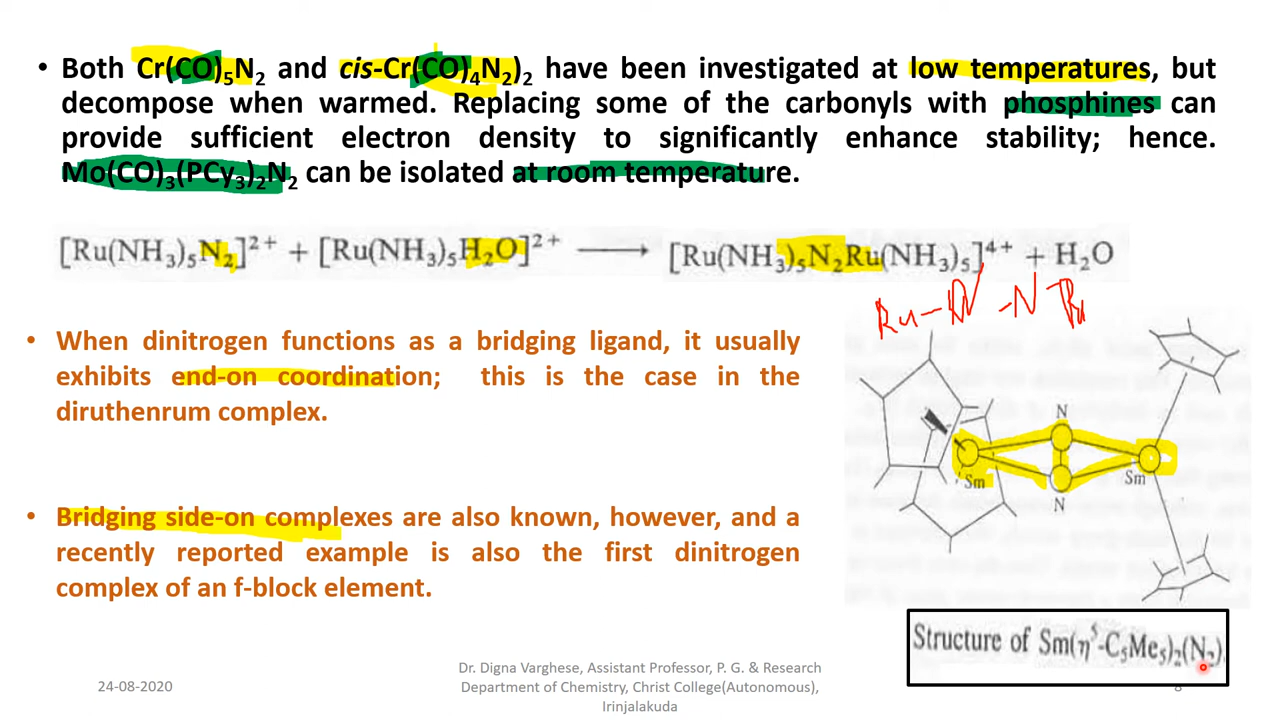 • Both Cr(CO)₅N₂ and cis-Cr(CO)₄N₂)₂ have been investigated at low temperatures, but
decompose when warmed. Replacing some of the carbonyls with phosphines can
provide sufficient electron density to significantly enhance stability; hence.
Mo(CO)₃(PCy₃)₂N₂ can be isolated at room temperature.
[Ru(NH₃)₅N₂]²⁺ + [Ru(NH₃)₅H₂O]²⁺ ⟶ [Ru(NH₃)₅N₂Ru(NH₃)₅]⁴⁺ + H₂O
Ru–N–N Ru
• When dinitrogen functions as a bridging ligand, it usually
exhibits end-on coordination; this is the case in the
diruthenrum complex.
N
Sm
Sm
N
• Bridging side-on complexes are also known, however, and a
recently reported example is also the first dinitrogen
complex of an f-block element.
Structure of Sm(η⁵-C₅Me₅)₂(N₂)
24-08-2020
Dr. Digna Varghese, Assistant Professor, P. G. & Research
Department of Chemistry, Christ College(Autonomous),
Irinjalakuda
8